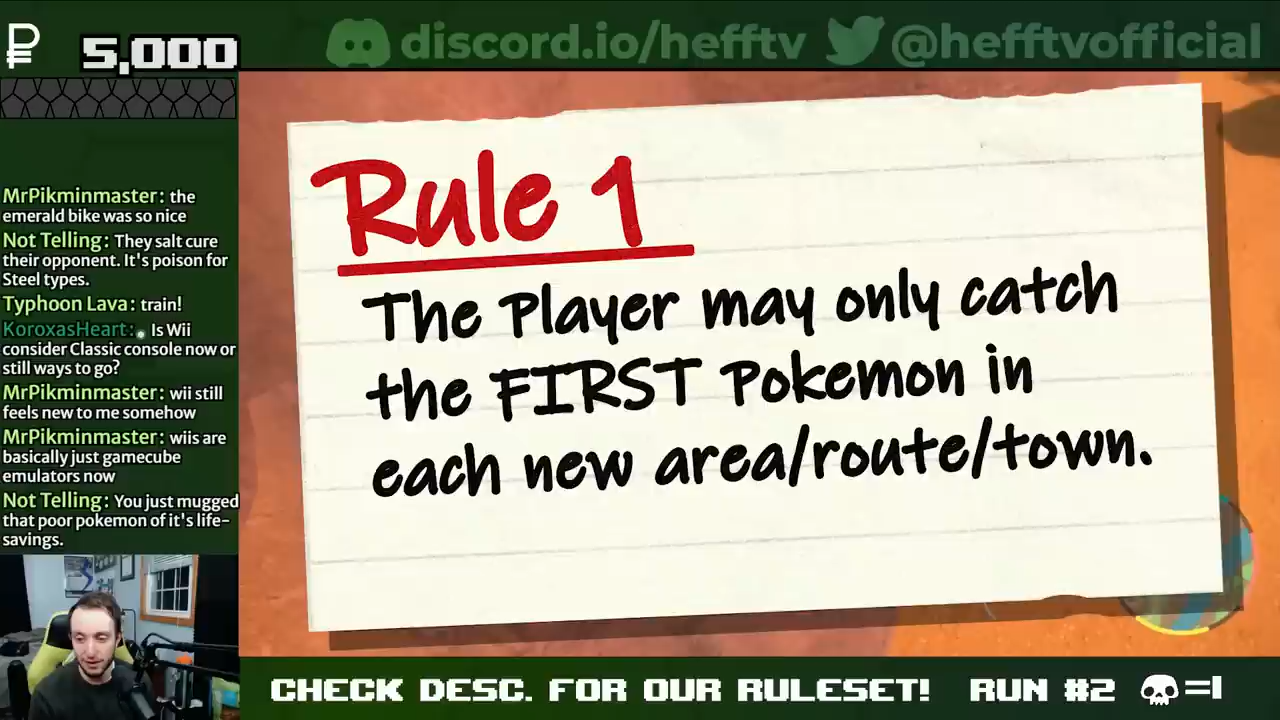 ₽ 5,000
discord.io/hefftv @hefftvofficial
MrPikminmaster: the
emerald bike was so nice
Not Telling: They salt cure
their opponent. It's poison for
Steel types.
Typhoon Lava: train!
KoroxasHeart: Is Wii
consider Classic console now or
still ways to go?
MrPikminmaster: wii still
feels new to me somehow
MrPikminmaster: wiis are
basically just gamecube
emulators now
Not Telling: You just mugged
that poor pokemon of it's life-
savings.
Rule 1
The Player may only catch
the FIRST Pokemon in
each new area/route/town.
CHECK DESC. FOR OUR RULESET! RUN #2 =1